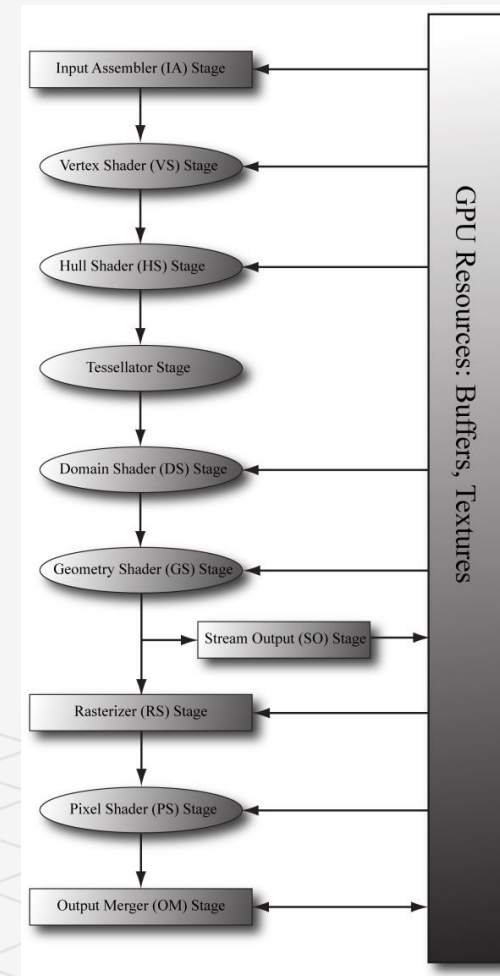 Input Assembler (IA) Stage
Vertex Shader (VS) Stage
Hull Shader (HS) Stage
Tessellator Stage
Domain Shader (DS) Stage
Geometry Shader (GS) Stage
Stream Output (SO) Stage
Rasterizer (RS) Stage
Pixel Shader (PS) Stage
Output Merger (OM) Stage
GPU Resources: Buffers, Textures